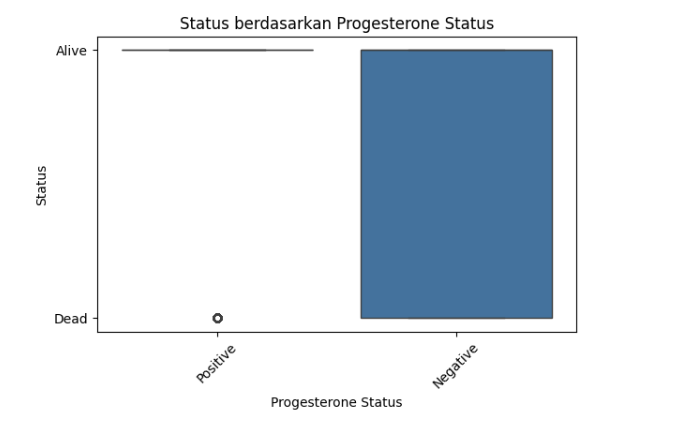 Status berdasarkan Progesterone Status
Alive
Status
Dead
Positive
Negative
Progesterone Status